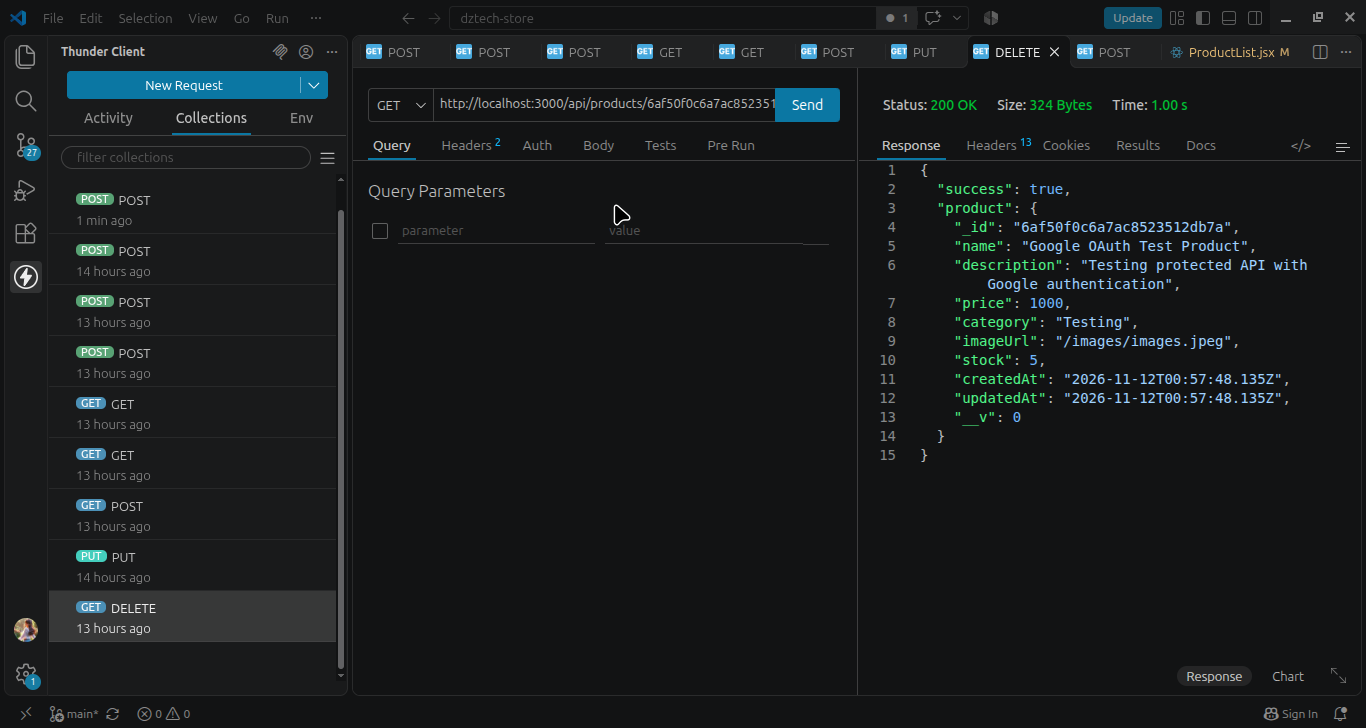 File Edit Selection View Go Run ··· dztech-store 1 Update
Thunder Client
New Request
Activity Collections Env
filter collections
POST POST
1 min ago
POST POST
14 hours ago
POST POST
13 hours ago
POST POST
13 hours ago
GET GET
13 hours ago
GET GET
13 hours ago
GET POST
13 hours ago
PUT PUT
14 hours ago
GET DELETE
13 hours ago
GET POST GET POST GET POST GET GET GET GET GET POST GET PUT GET DELETE GET POST ProductList.jsx M
GET http://localhost:3000/api/products/6af50f0c6a7ac852351 Send
Query Headers 2 Auth Body Tests Pre Run
Query Parameters
parameter value
Status: 200 OK Size: 324 Bytes Time: 1.00 s
Response Headers 13 Cookies Results Docs </>
1 {
2 "success": true,
3 "product": {
4 "_id": "6af50f0c6a7ac8523512db7a",
5 "name": "Google OAuth Test Product",
6 "description": "Testing protected API with
Google authentication",
7 "price": 1000,
8 "category": "Testing",
9 "imageUrl": "/images/images.jpeg",
10 "stock": 5,
11 "createdAt": "2026-11-12T00:57:48.135Z",
12 "updatedAt": "2026-11-12T00:57:48.135Z",
13 "__v": 0
14 }
15 }
Response Chart
27
1
main* 0 0 Sign In